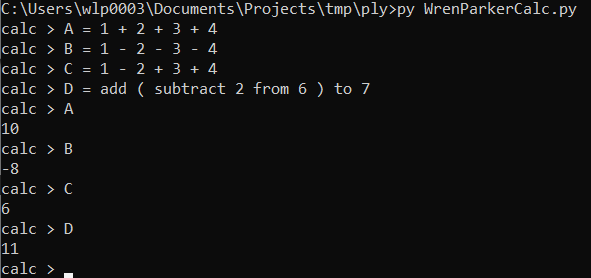 C:\Users\wlp0003\Documents\Projects\tmp\ply>py WrenParkerCalc.py
calc > A = 1 + 2 + 3 + 4
calc > B = 1 - 2 - 3 - 4
calc > C = 1 - 2 + 3 + 4
calc > D = add ( subtract 2 from 6 ) to 7
calc > A
10
calc > B
-8
calc > C
6
calc > D
11
calc >